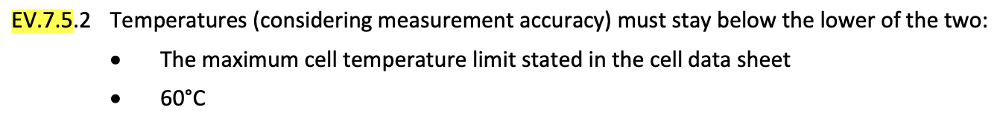 EV.7.5.2 Temperatures (considering measurement accuracy) must stay below the lower of the two:
• The maximum cell temperature limit stated in the cell data sheet
• 60°C